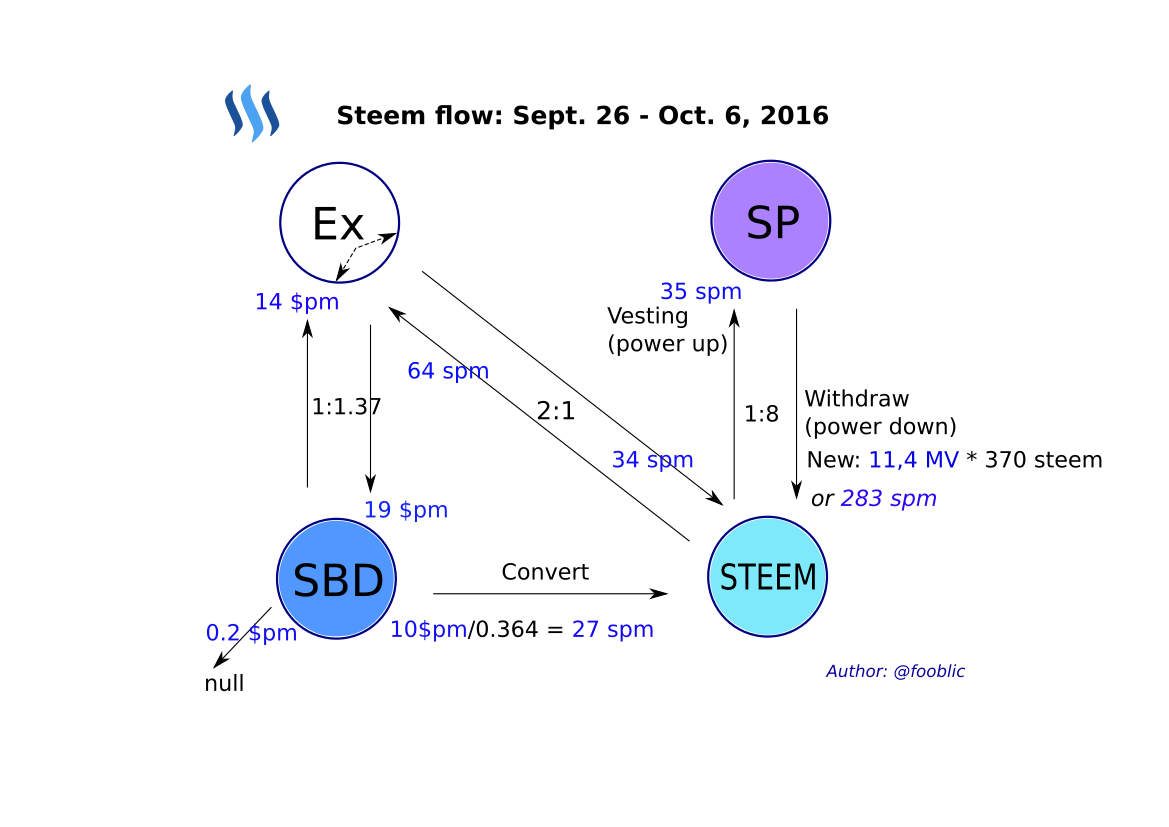 Steem flow: Sept. 26 - Oct. 6, 2016
Ex
SP
14 $pm
35 spm
Vesting
(power up)
64 spm
1:1.37
2:1
1:8
Withdraw
(power down)
34 spm
New: 11,4 MV * 370 steem
or 283 spm
19 $pm
SBD
Convert
STEEM
0.2 $pm
10$pm/0.364 = 27 spm
null
Author: @fooblic